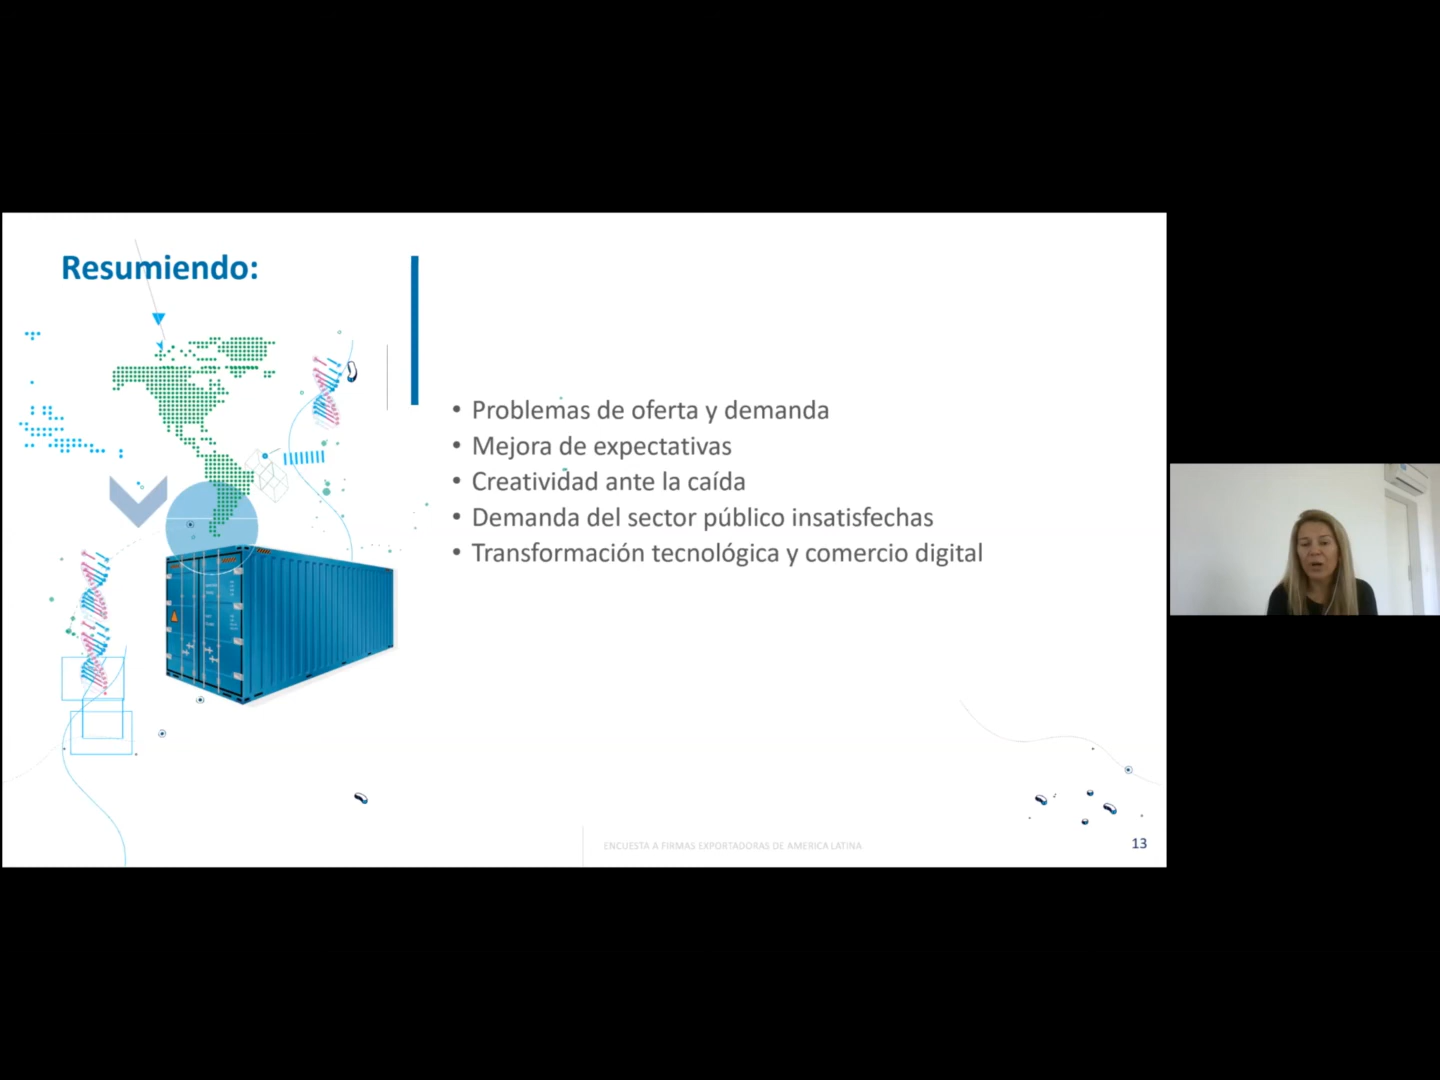 Resumiendo:
• Problemas de oferta y demanda
• Mejora de expectativas
• Creatividad ante la caída
• Demanda del sector público insatisfechas
• Transformación tecnológica y comercio digital
ENCUESTA A FIRMAS EXPORTADORAS DE AMERICA LATINA
13